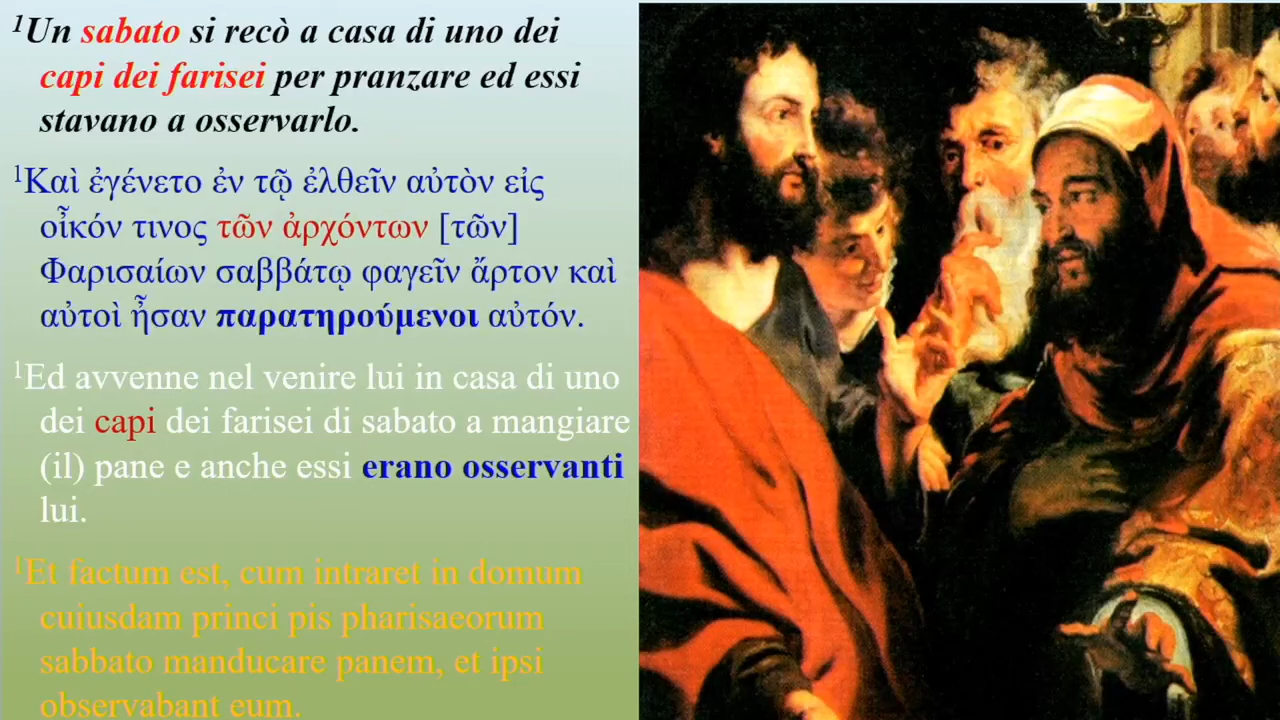 ¹Un sabato si recò a casa di uno dei
capi dei farisei per pranzare ed essi
stavano a osservarlo.
¹Καὶ ἐγένετο ἐν τῷ ἐλθεῖν αὐτὸν εἰς
οἶκόν τινος τῶν ἀρχόντων [τῶν]
Φαρισαίων σαββάτῳ φαγεῖν ἄρτον καὶ
αὐτοὶ ἦσαν παρατηρούμενοι αὐτόν.
¹Ed avvenne nel venire lui in casa di uno
dei capi dei farisei di sabato a mangiare
(il) pane e anche essi erano osservanti
lui.
¹Et factum est, cum intraret in domum
cuiusdam princi pis pharisaeorum
sabbato manducare panem, et ipsi
observabant eum.